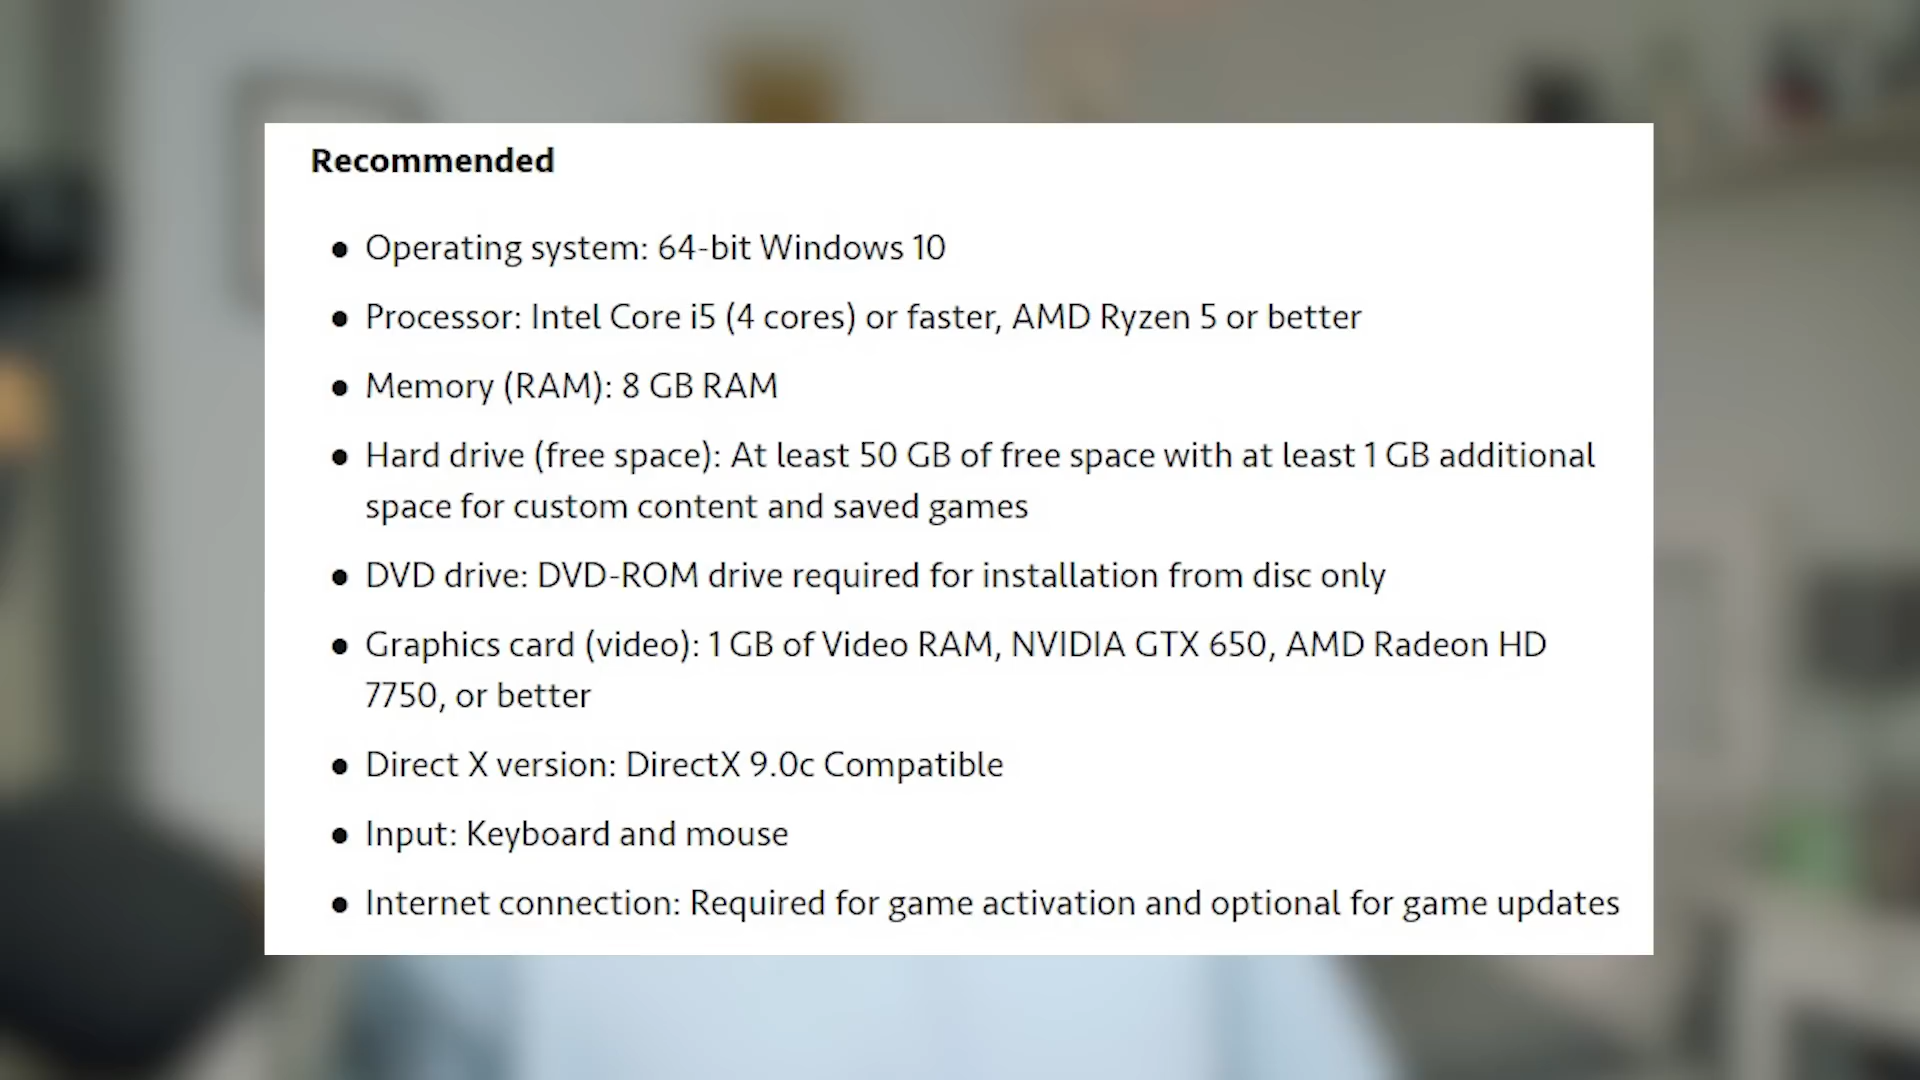 Recommended
● Operating system: 64-bit Windows 10
● Processor: Intel Core i5 (4 cores) or faster, AMD Ryzen 5 or better
● Memory (RAM): 8 GB RAM
● Hard drive (free space): At least 50 GB of free space with at least 1 GB additional
space for custom content and saved games
● DVD drive: DVD-ROM drive required for installation from disc only
● Graphics card (video): 1 GB of Video RAM, NVIDIA GTX 650, AMD Radeon HD
7750, or better
● Direct X version: DirectX 9.0c Compatible
● Input: Keyboard and mouse
● Internet connection: Required for game activation and optional for game updates